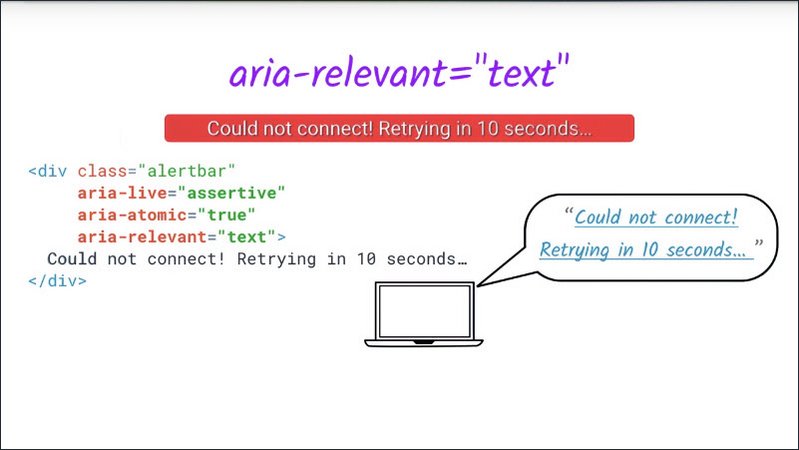 aria-relevant="text"
Could not connect! Retrying in 10 seconds...
<div class="alertbar"
aria-live="assertive"
aria-atomic="true"
aria-relevant="text">
Could not connect! Retrying in 10 seconds…
</div>
“Could not connect!
Retrying in 10 seconds... ”